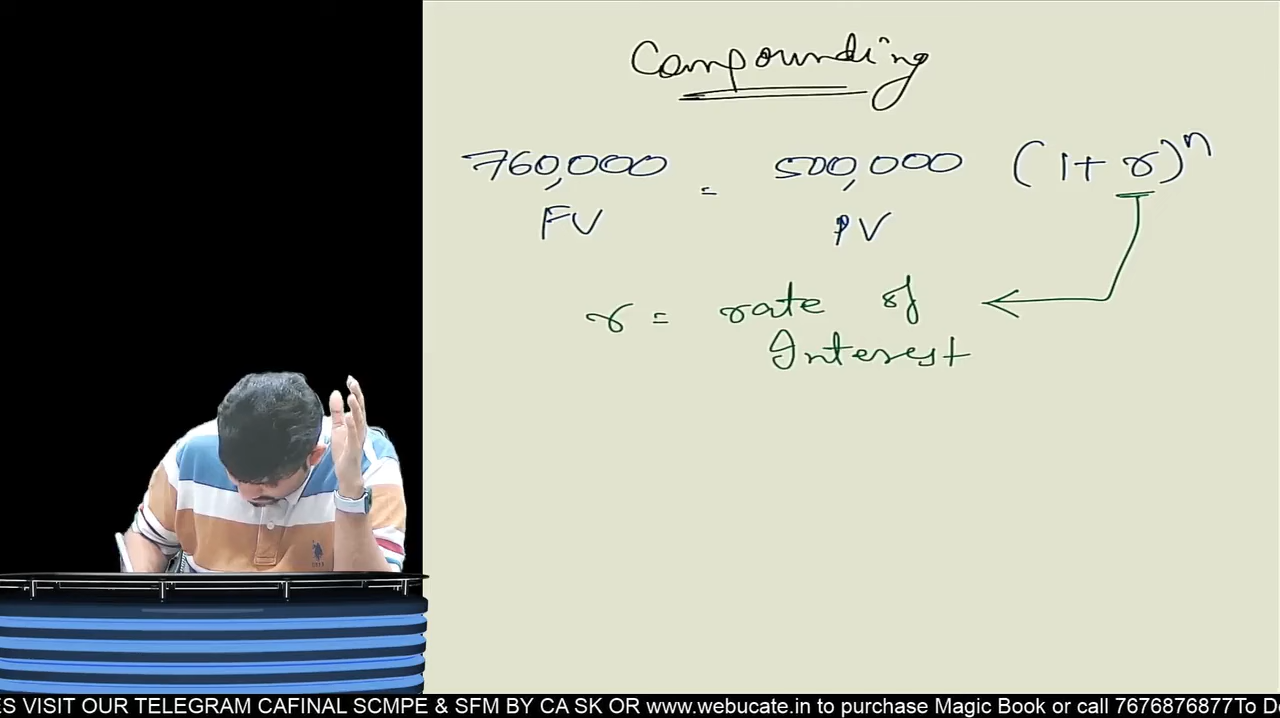 Compounding
760,000 = 500,000 (1+ r)^n
FV PV
r = rate of
Interest
ES VISIT OUR TELEGRAM CAFINAL SCMPE & SFM BY CA SK OR www.webucate.in to purchase Magic Book or call 7676876877To D